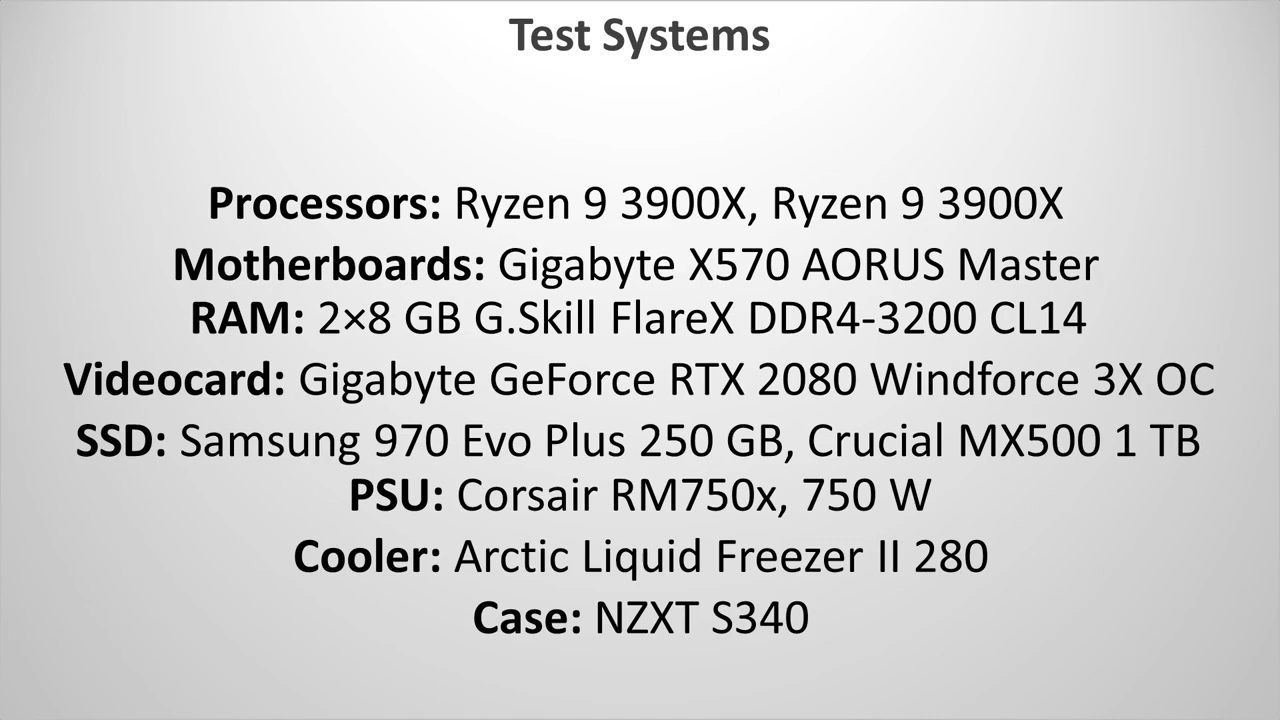 Test Systems
Processors: Ryzen 9 3900X, Ryzen 9 3900X
Motherboards: Gigabyte X570 AORUS Master
RAM: 2×8 GB G.Skill FlareX DDR4-3200 CL14
Videocard: Gigabyte GeForce RTX 2080 Windforce 3X OC
SSD: Samsung 970 Evo Plus 250 GB, Crucial MX500 1 TB
PSU: Corsair RM750x, 750 W
Cooler: Arctic Liquid Freezer II 280
Case: NZXT S340